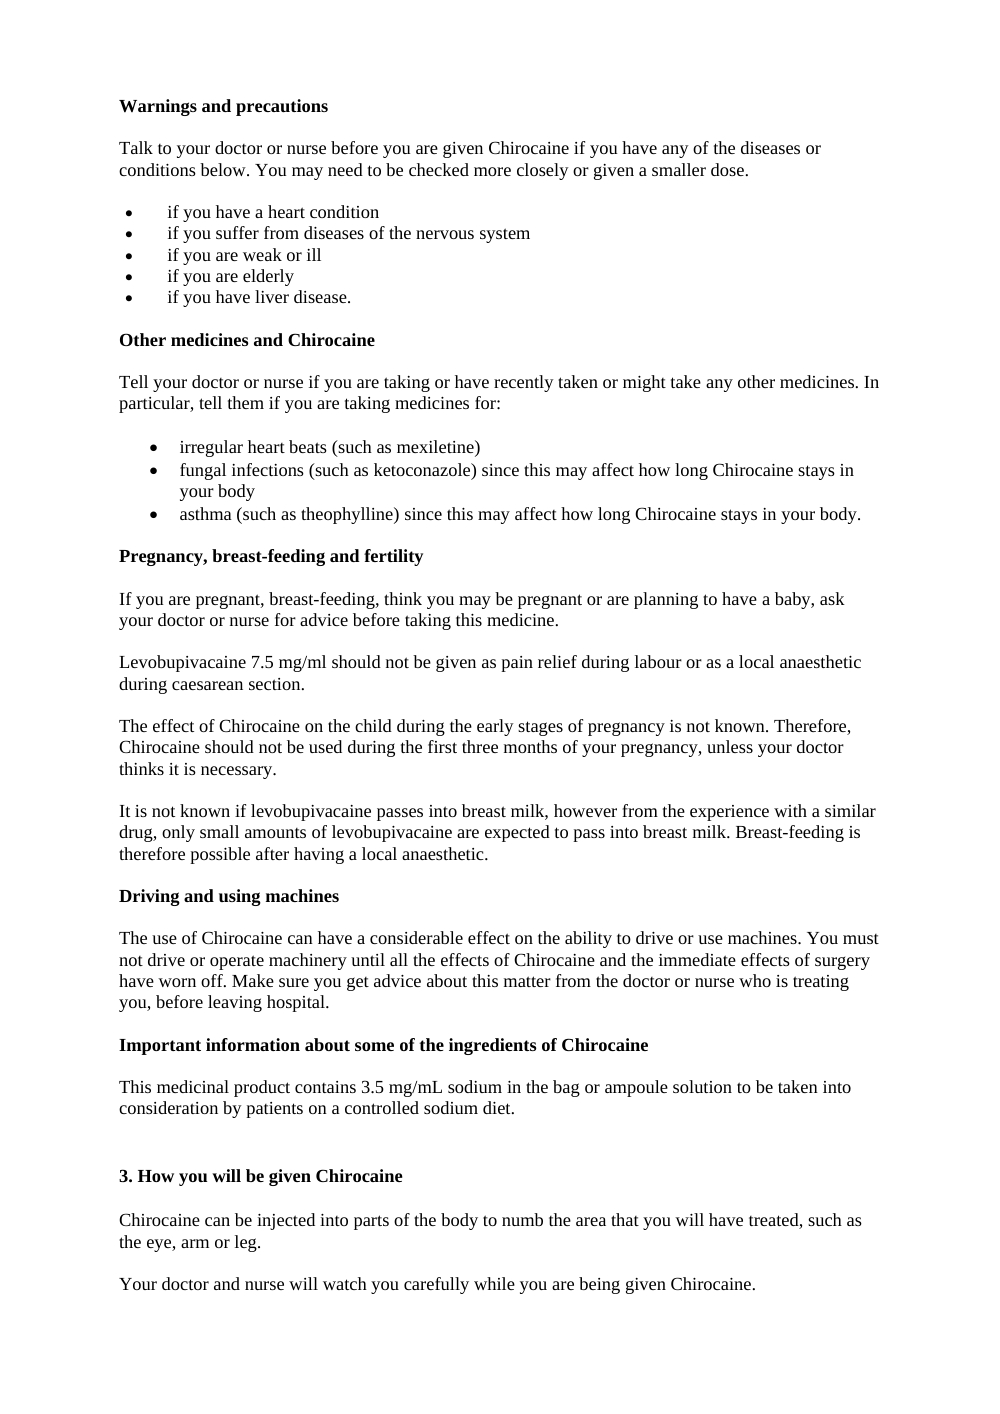 Warnings and precautions
Talk to your doctor or nurse before you are given Chirocaine if you have any of the diseases or
conditions below. You may need to be checked more closely or given a smaller dose.
• if you have a heart condition
• if you suffer from diseases of the nervous system
• if you are weak or ill
• if you are elderly
• if you have liver disease.
Other medicines and Chirocaine
Tell your doctor or nurse if you are taking or have recently taken or might take any other medicines. In
particular, tell them if you are taking medicines for:
• irregular heart beats (such as mexiletine)
• fungal infections (such as ketoconazole) since this may affect how long Chirocaine stays in
your body
• asthma (such as theophylline) since this may affect how long Chirocaine stays in your body.
Pregnancy, breast-feeding and fertility
If you are pregnant, breast-feeding, think you may be pregnant or are planning to have a baby, ask
your doctor or nurse for advice before taking this medicine.
Levobupivacaine 7.5 mg/ml should not be given as pain relief during labour or as a local anaesthetic
during caesarean section.
The effect of Chirocaine on the child during the early stages of pregnancy is not known. Therefore,
Chirocaine should not be used during the first three months of your pregnancy, unless your doctor
thinks it is necessary.
It is not known if levobupivacaine passes into breast milk, however from the experience with a similar
drug, only small amounts of levobupivacaine are expected to pass into breast milk. Breast-feeding is
therefore possible after having a local anaesthetic.
Driving and using machines
The use of Chirocaine can have a considerable effect on the ability to drive or use machines. You must
not drive or operate machinery until all the effects of Chirocaine and the immediate effects of surgery
have worn off. Make sure you get advice about this matter from the doctor or nurse who is treating
you, before leaving hospital.
Important information about some of the ingredients of Chirocaine
This medicinal product contains 3.5 mg/mL sodium in the bag or ampoule solution to be taken into
consideration by patients on a controlled sodium diet.
3. How you will be given Chirocaine
Chirocaine can be injected into parts of the body to numb the area that you will have treated, such as
the eye, arm or leg.
Your doctor and nurse will watch you carefully while you are being given Chirocaine.